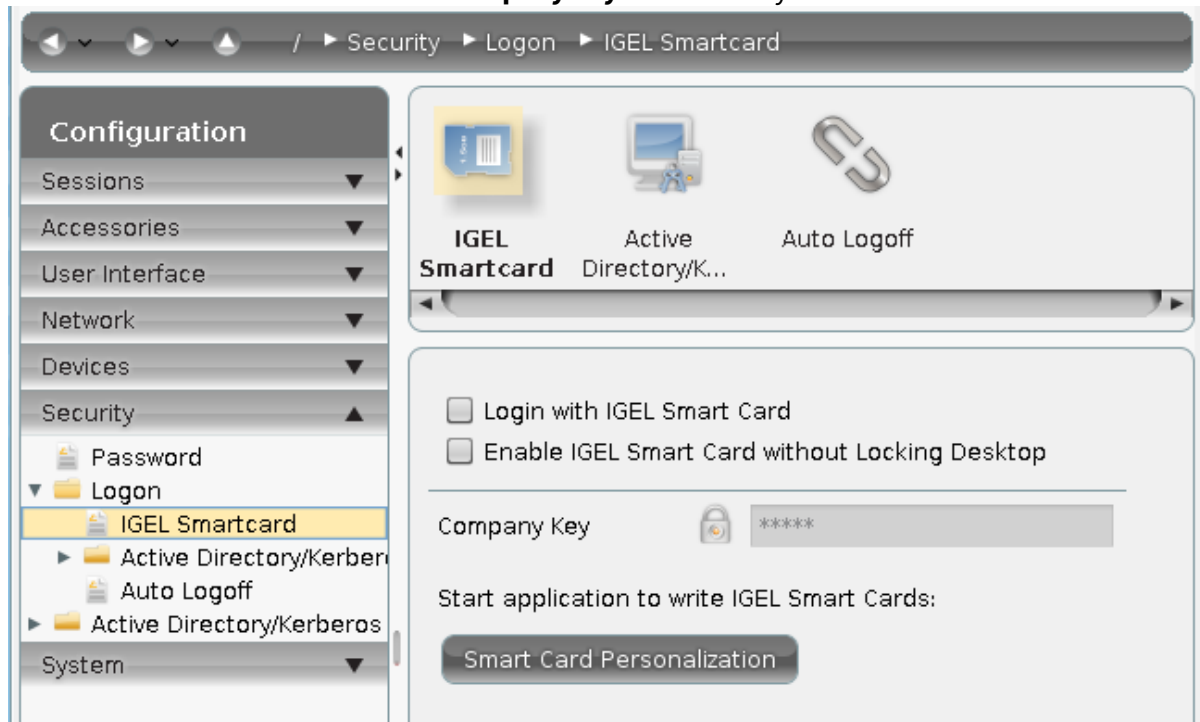 / Security Logon IGEL Smartcard
Configuration
Sessions
Accessories
User Interface
Network
Devices
Security
Password
Logon
IGEL Smartcard
Active Directory/Kerber
Auto Logoff
Active Directory/Kerberos
System
IGEL Smartcard
Active Directory/K...
Auto Logoff
Login with IGEL Smart Card
Enable IGEL Smart Card without Locking Desktop
Company Key *****
Start application to write IGEL Smart Cards:
Smart Card Personalization